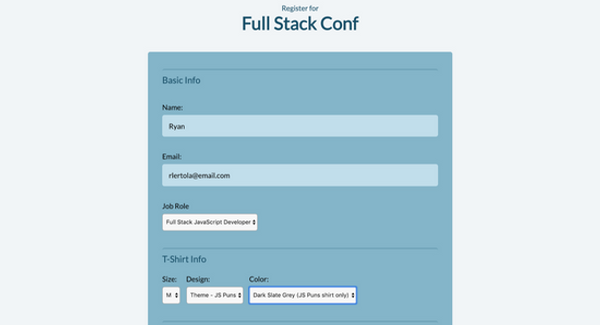 Register for
Full Stack Conf
Basic Info
Name:
Ryan
Email:
rlertola@email.com
Job Role
Full Stack JavaScript Developer
T-Shirt Info
Size: Design: Color:
M Theme - JS Puns Dark Slate Grey (JS Puns shirt only)